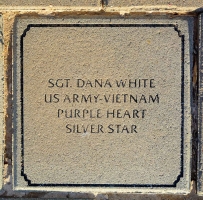 SGT. DANA WHITE
US ARMY-VIETNAM
PURPLE HEART
SILVER STAR